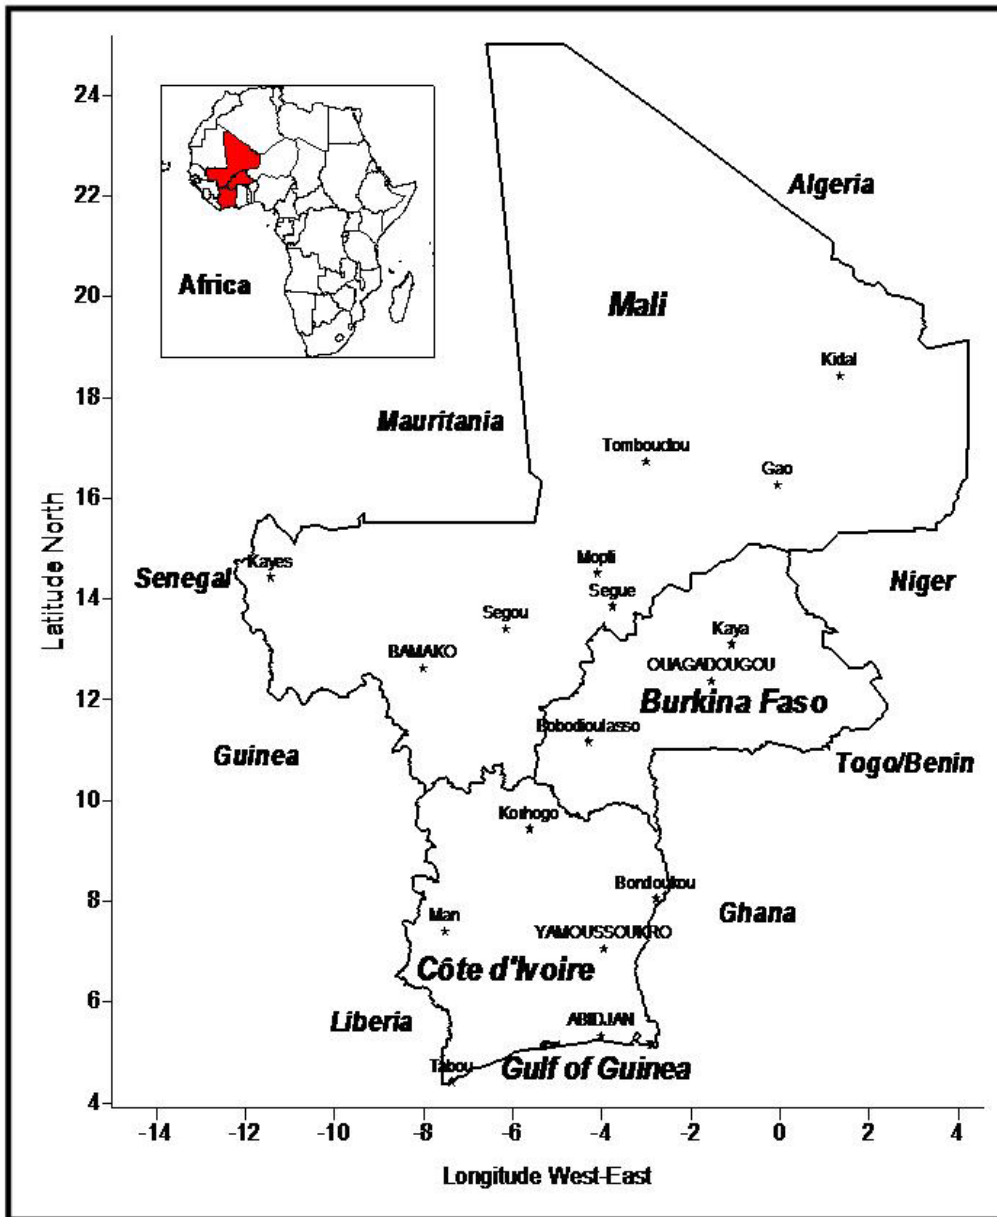 24
22
20
18
16
14
12
10
8
6
4
Latitude North
Africa
Algeria
Mali
Kidal
Mauritania
Gao
Kayes
Senegal
Mopti
Segue
Niger
Segou
BAMAKO
Kaya
OUAGADOUGOU
Burkina Faso
Bobodioulasso
Guinea
Togo/Benin
Korhogo
Bondoukou
Ghana
Man
YAMOUSSOUKRO
Côte d'Ivoire
ABIDJAN
Liberia
Tabou
Gulf of Guinea
-14 -12 -10 -8 -6 -4 -2 0 2 4
Longitude West-East